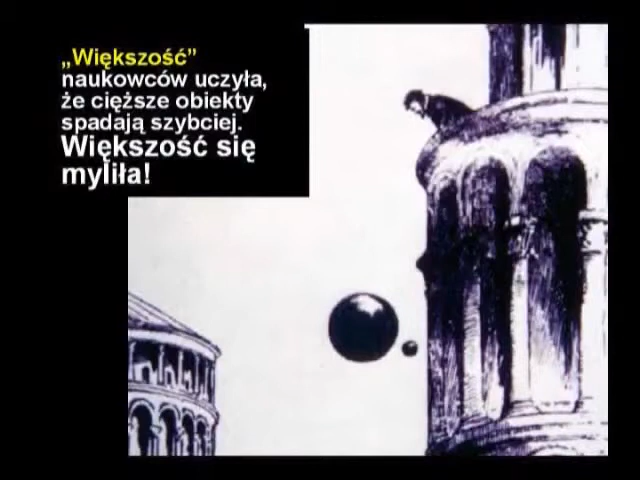 „Większość”
naukowców uczyła,
że cięższe obiekty
spadają szybciej.
Większość się
myliła!